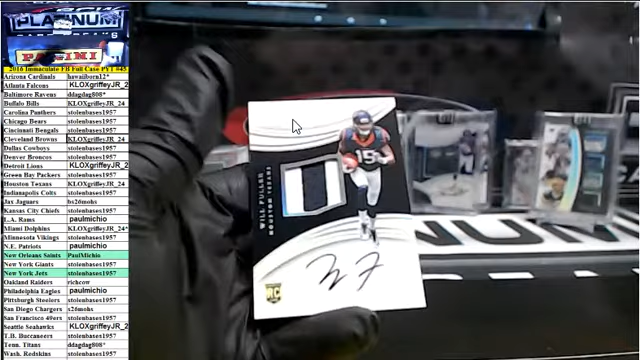 PLATINUM
PANINI
2016 Immaculate FB Full Case PYT #45
Arizona Cardinals hawaiiborn12*
Atlanta Falcons KLOXgriffeyJR_2
Baltimore Ravens ddagdag808*
Buffalo Bills KLOXgriffeyJR_24
Carolina Panthers stolenbases1957
Chicago Bears stolenbases1957
Cincinnati Bengals stolenbases1957
Cleveland Browns KLOXgriffeyJR_24
Dallas Cowboys stolenbases1957
Denver Broncos stolenbases1957
Detroit Lions KLOXgriffeyJR_2
Green Bay Packers stolenbases1957
Houston Texans KLOXgriffeyJR_24
Indianapolis Colts stolenbases1957
Jax Jaguars bs26mohs
Kansas City Chiefs stolenbases1957
L.A. Rams paulmichio
Miami Dolphins KLOXgriffeyJR_24*
Minnesota Vikings stolenbases1957
N.E. Patriots paulmichio
New Orleans Saints PaulMichio
New York Giants stolenbases1957
New York Jets stolenbases1957
Oakland Raiders richcow
Philadelphia Eagles paulmichio
Pittsburgh Steelers stolenbases1957
San Diego Chargers s26mohs
San Francisco 49ers stolenbases1957
Seattle Seahawks KLOXgriffeyJR_2
T.B. Buccaneers stolenbases1957
Tenn. Titans ddagdag808*
Wash. Redskins stolenbases1957
WILL FULLER
HOUSTON TEXANS
15
RC